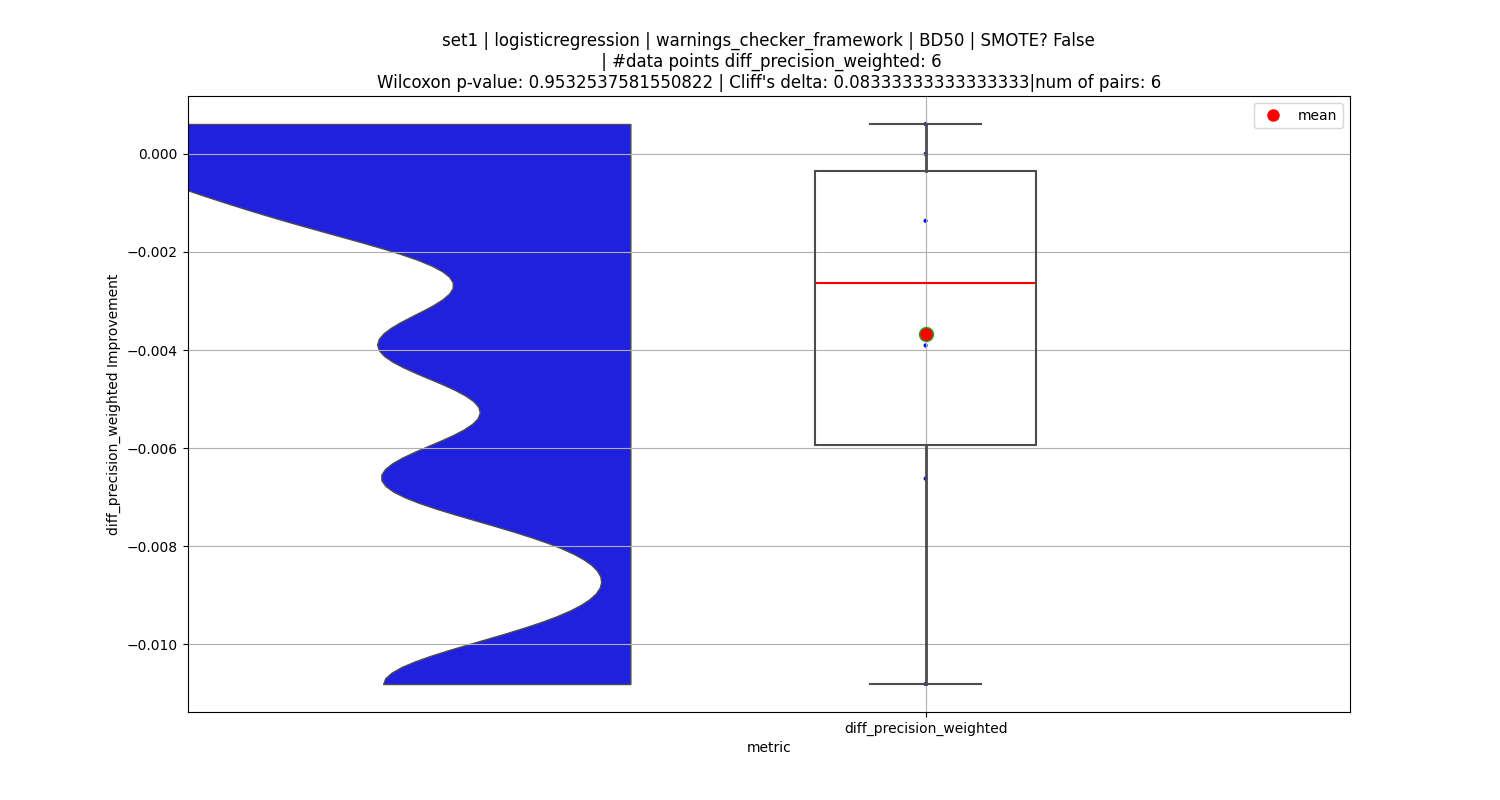 set1 | logisticregression | warnings_checker_framework | BD50 | SMOTE? False
| #data points diff_precision_weighted: 6
Wilcoxon p-value: 0.9532537581550822 | Cliff's delta: 0.08333333333333333|num of pairs: 6
mean
0.000
−0.002
−0.004
−0.006
−0.008
−0.010
diff_precision_weighted Improvement
diff_precision_weighted
metric